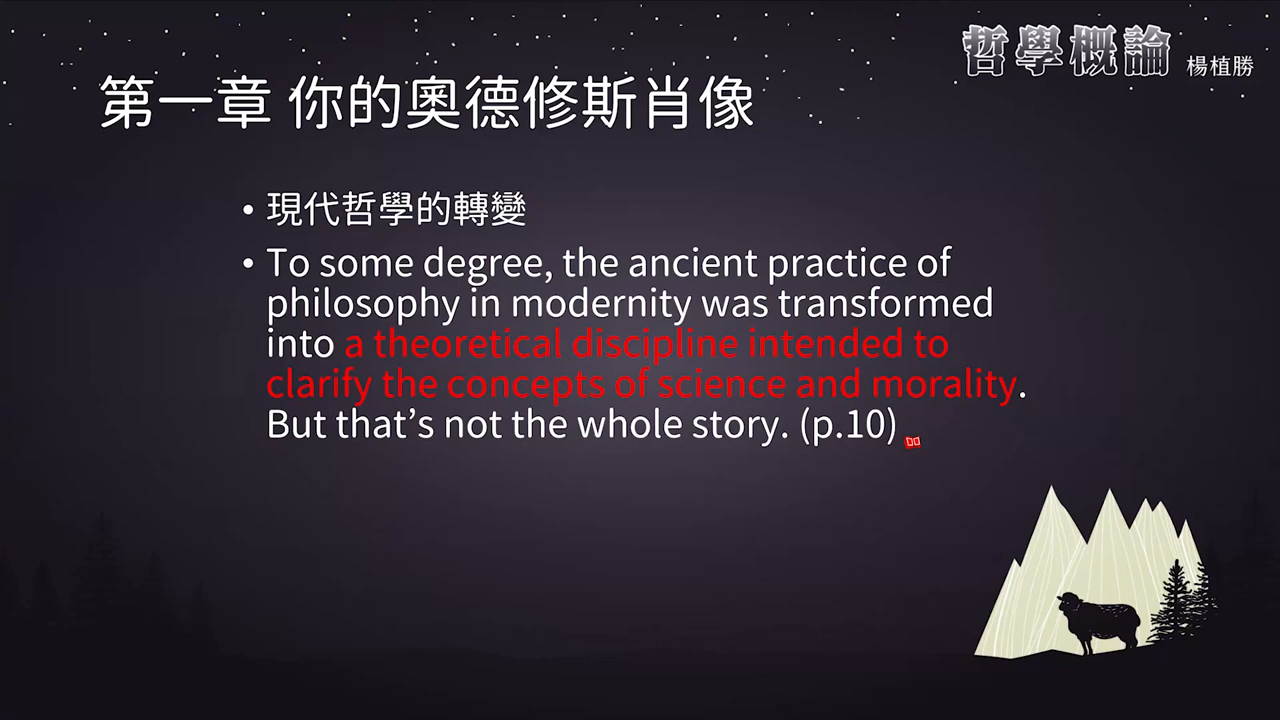 哲學概論 楊植勝
第一章 你的奧德修斯肖像
• 現代哲學的轉變
• To some degree, the ancient practice of
philosophy in modernity was transformed
into a theoretical discipline intended to
clarify the concepts of science and morality.
But that’s not the whole story. (p.10)